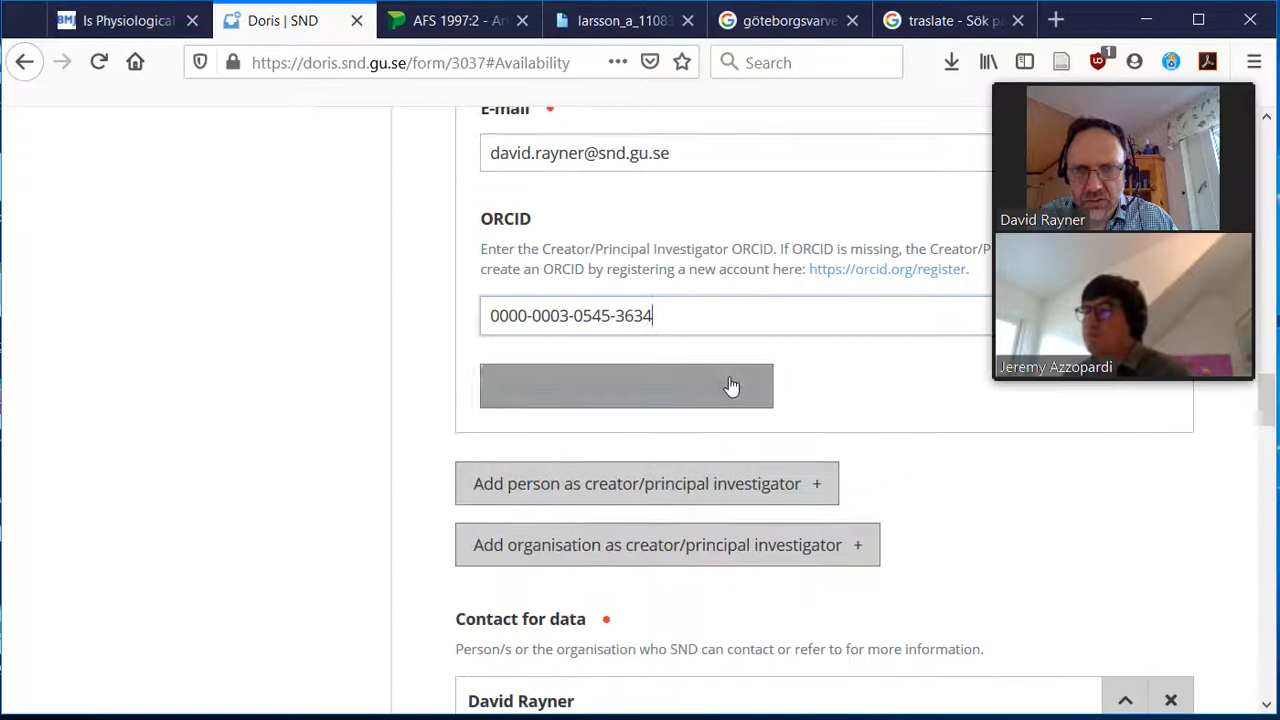 Is Physiological
Doris | SND
AFS 1997:2 - Ar
larsson_a_1108
göteborgsvarve
traslate - Sök p
https://doris.snd.gu.se/form/3037#Availability
Search
1
E-mail
david.rayner@snd.gu.se
ORCID
Enter the Creator/Principal Investigator ORCID. If ORCID is missing, the Creator/P
create an ORCID by registering a new account here: https://orcid.org/register.
0000-0003-0545-3634
Add person as creator/principal investigator +
Add organisation as creator/principal investigator +
Contact for data
Person/s or the organisation who SND can contact or refer to for more information.
David Rayner
David Rayner
Jeremy Azzopardi